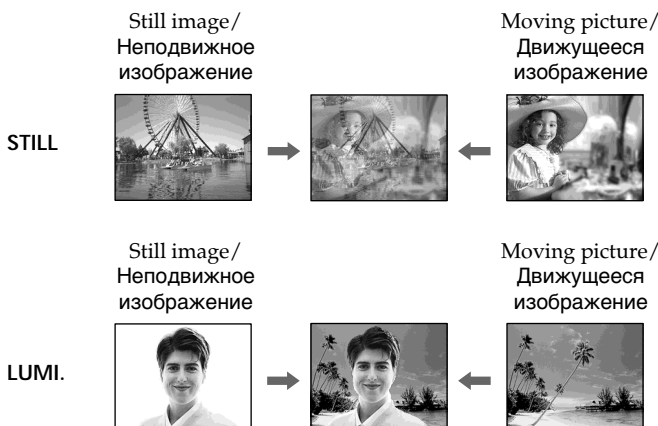 Still image/
Неподвижное
изображение
Moving picture/
Движущееся
изображение
STILL
Still image/
Неподвижное
изображение
Moving picture/
Движущееся
изображение
LUMI.